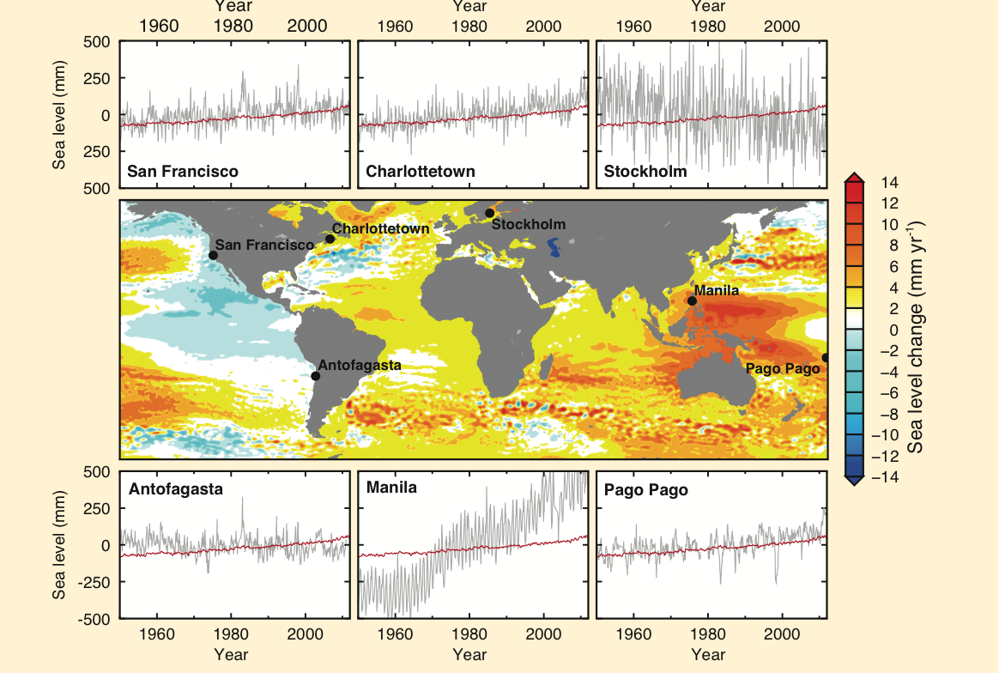 Year Year Year
1960 1980 2000 1960 1980 2000 1960 1980 2000
500
250
0
250
500
Sea level (mm)
San Francisco
Charlottetown
Stockholm
Charlottetown
Stockholm
San Francisco
Manila
Antofagasta
Pago Pago
14
12
10
8
6
4
2
0
−2
−4
−6
−8
−10
−12
−14
Sea level change (mm yr-1)
500
250
0
-250
-500
Sea level (mm)
Antofagasta
Manila
Pago Pago
1960 1980 2000 1960 1980 2000 1960 1980 2000
Year Year Year